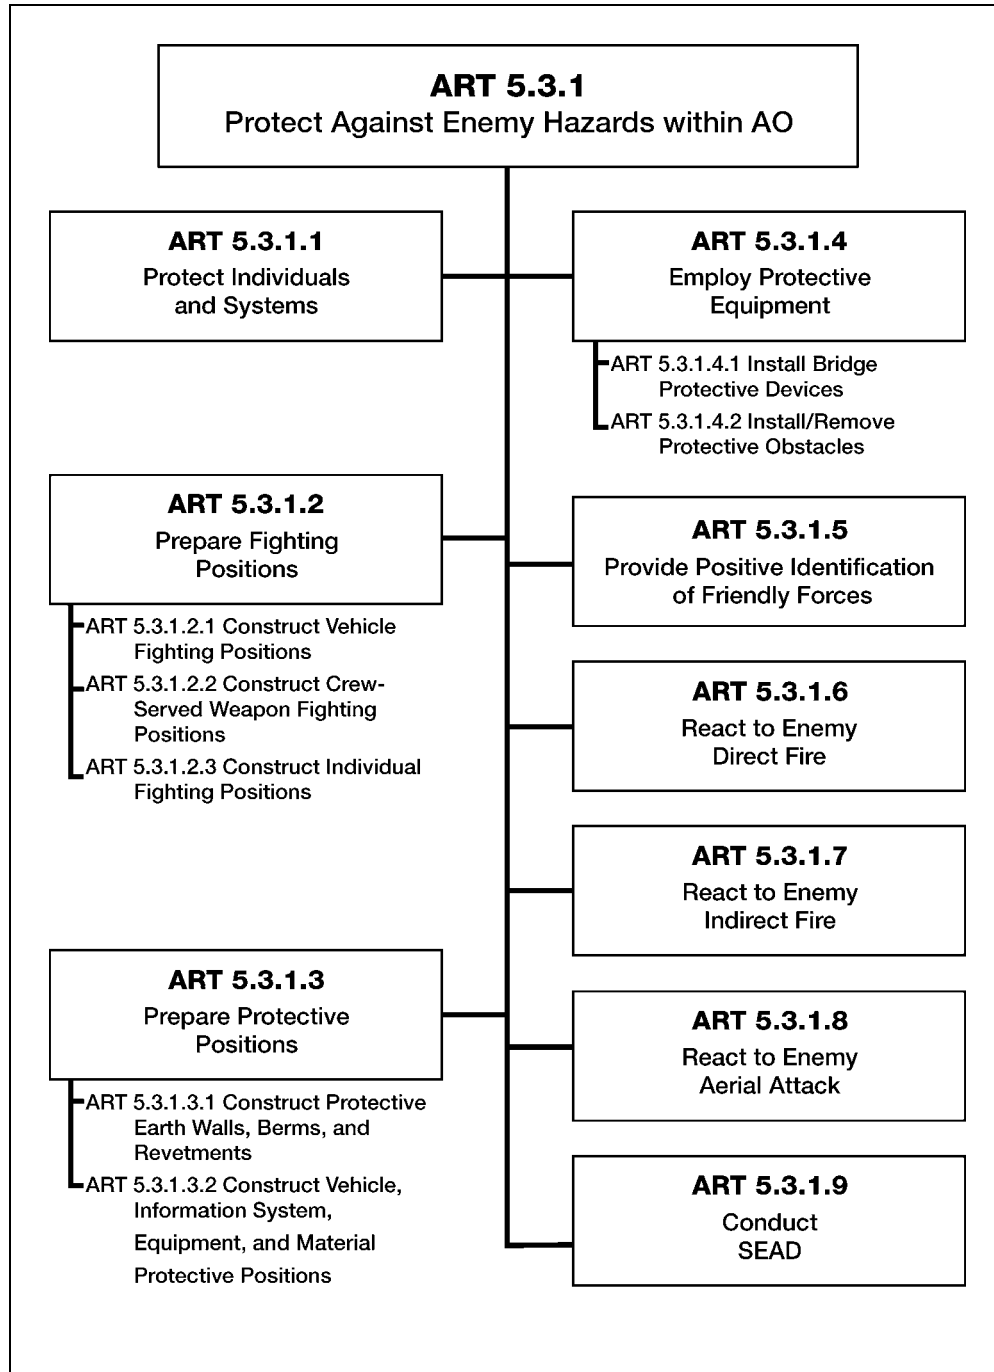 ART 5.3.1
Protect Against Enemy Hazards within AO
ART 5.3.1.1
Protect Individuals
and Systems
ART 5.3.1.2
Prepare Fighting
Positions
ART 5.3.1.2.1 Construct Vehicle
Fighting Positions
ART 5.3.1.2.2 Construct Crew-
Served Weapon Fighting
Positions
ART 5.3.1.2.3 Construct Individual
Fighting Positions
ART 5.3.1.3
Prepare Protective
Positions
ART 5.3.1.3.1 Construct Protective
Earth Walls, Berms, and
Revetments
ART 5.3.1.3.2 Construct Vehicle,
Information System,
Equipment, and Material
Protective Positions
ART 5.3.1.4
Employ Protective
Equipment
ART 5.3.1.4.1 Install Bridge
Protective Devices
ART 5.3.1.4.2 Install/Remove
Protective Obstacles
ART 5.3.1.5
Provide Positive Identification
of Friendly Forces
ART 5.3.1.6
React to Enemy
Direct Fire
ART 5.3.1.7
React to Enemy
Indirect Fire
ART 5.3.1.8
React to Enemy
Aerial Attack
ART 5.3.1.9
Conduct
SEAD